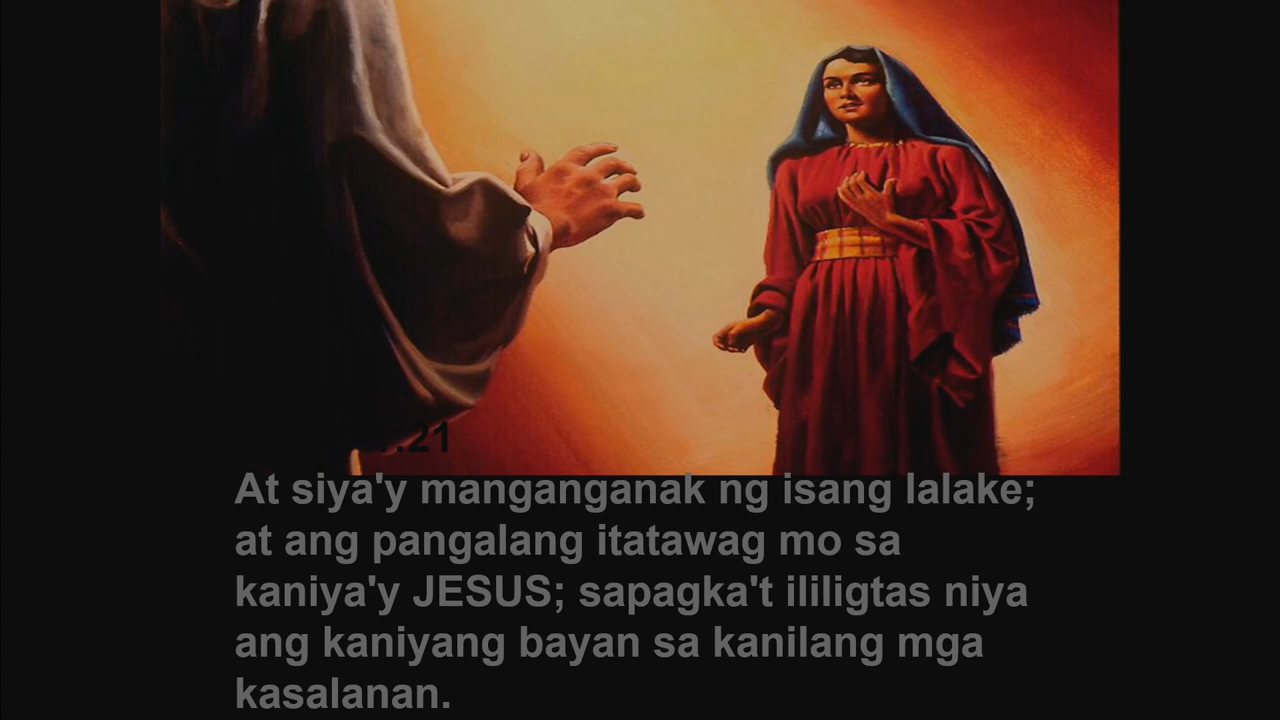 1:21
At siya'y manganganak ng isang lalake;
at ang pangalang itatawag mo sa
kaniya'y JESUS; sapagka't ililigtas niya
ang kaniyang bayan sa kanilang mga
kasalanan.